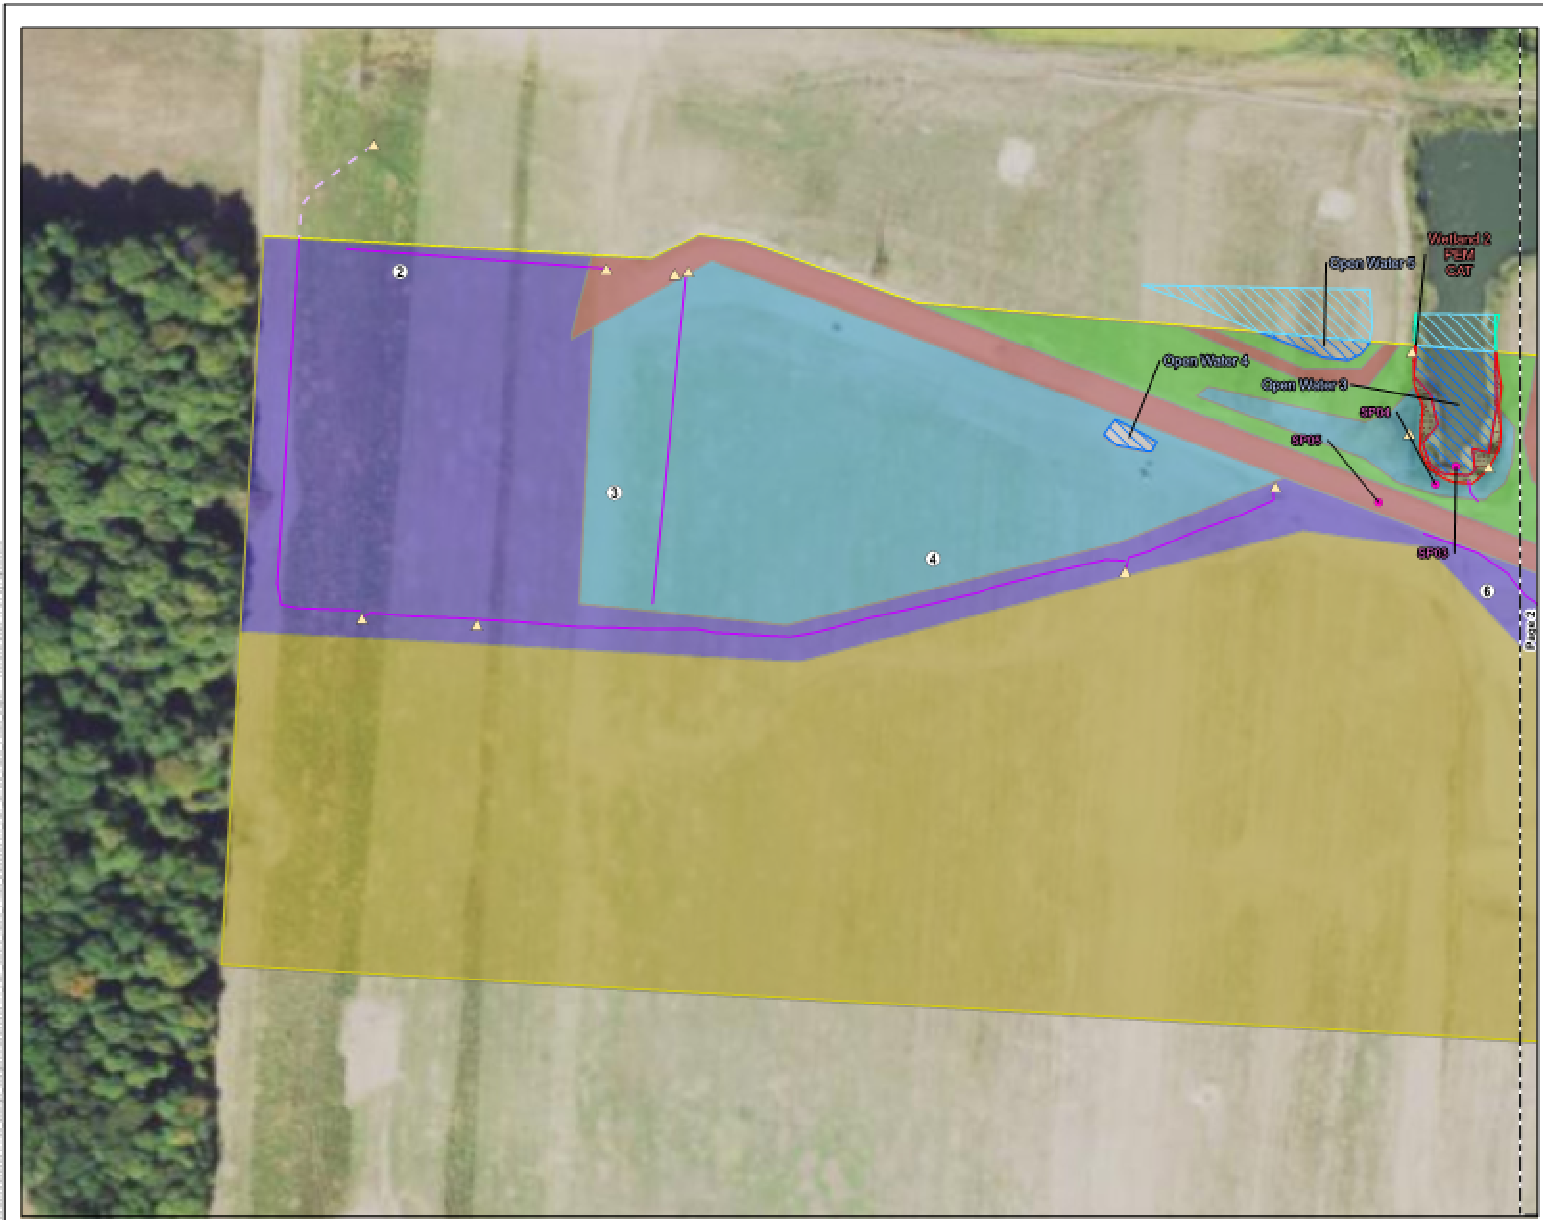 Wetland 2
PEM
CAT
Open Water 5
2
Open Water 4
Open Water 3
SP04
SP05
3
SP03
4
6
Page 2